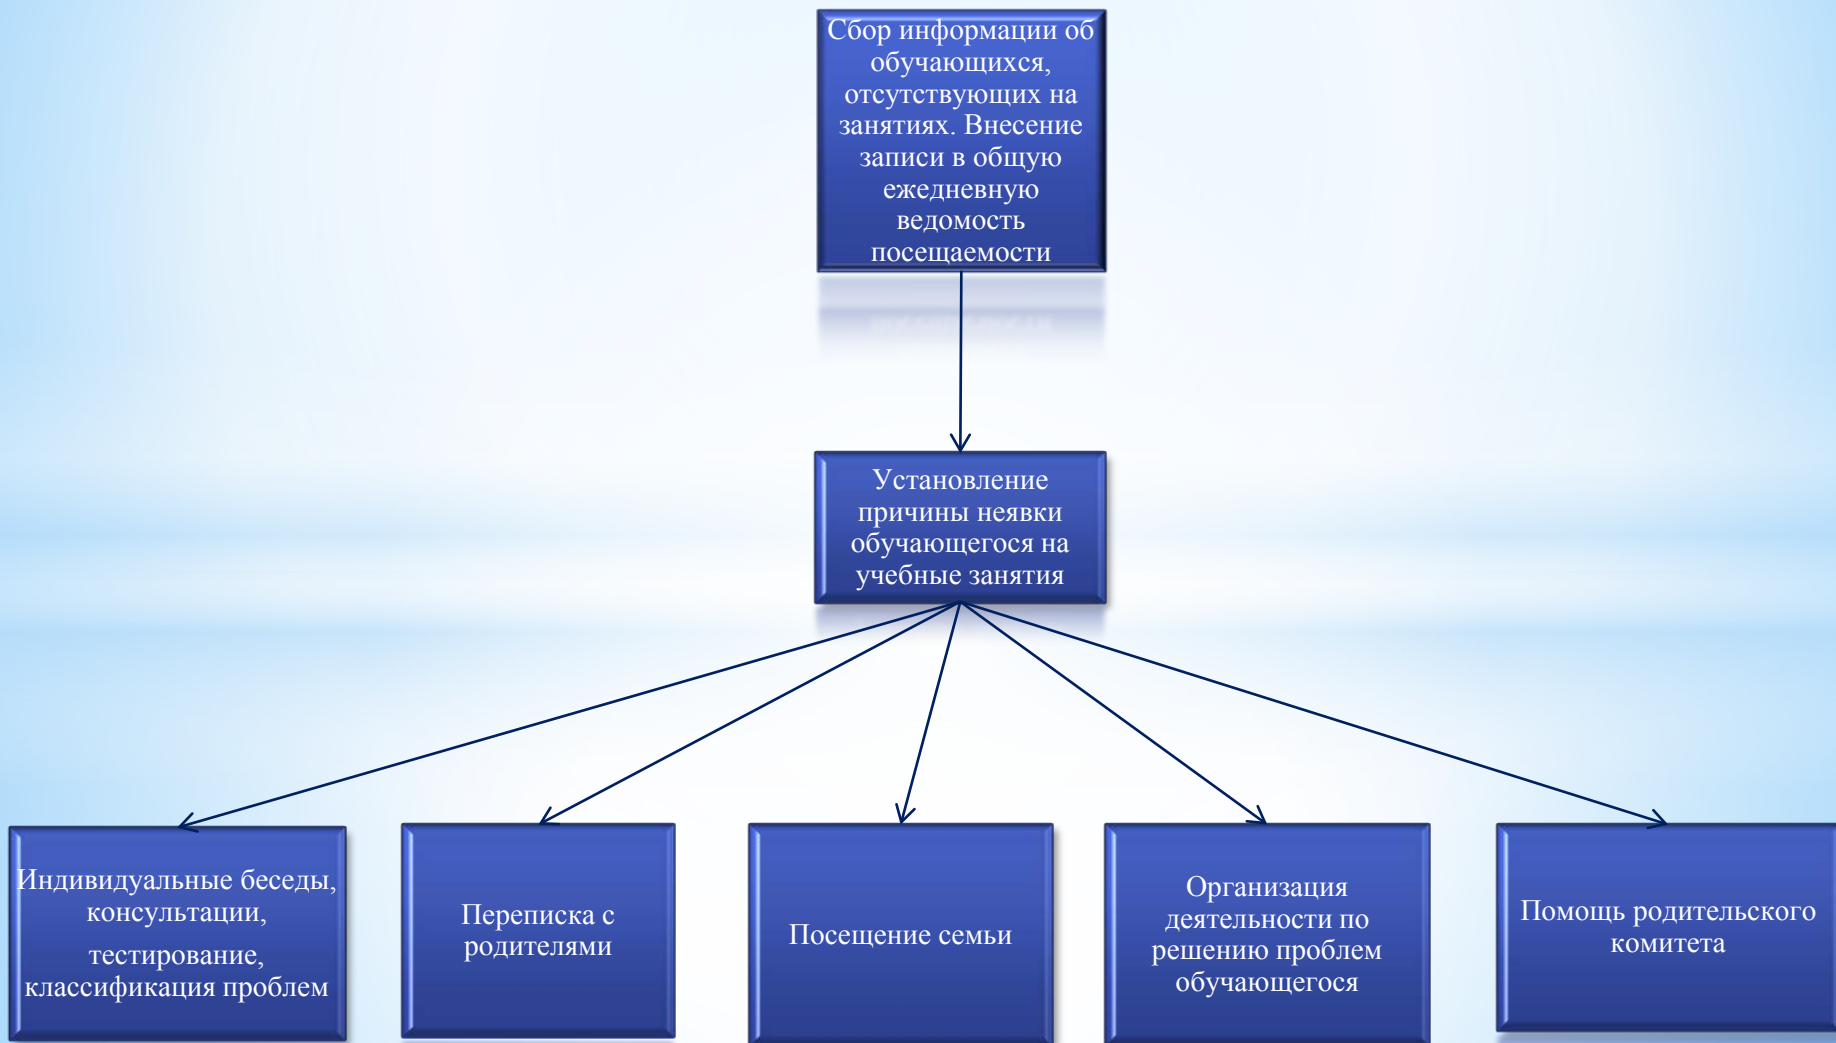 Сбор информации об
обучающихся,
отсутствующих на
занятиях. Внесение
записи в общую
ежедневную
ведомость
посещаемости
Установление
причины неявки
обучающегося на
учебные занятия
Индивидуальные беседы,
консультации,
тестирование,
классификация проблем
Переписка с
родителями
Посещение семьи
Организация
деятельности по
решению проблем
обучающегося
Помощь родительского
комитета